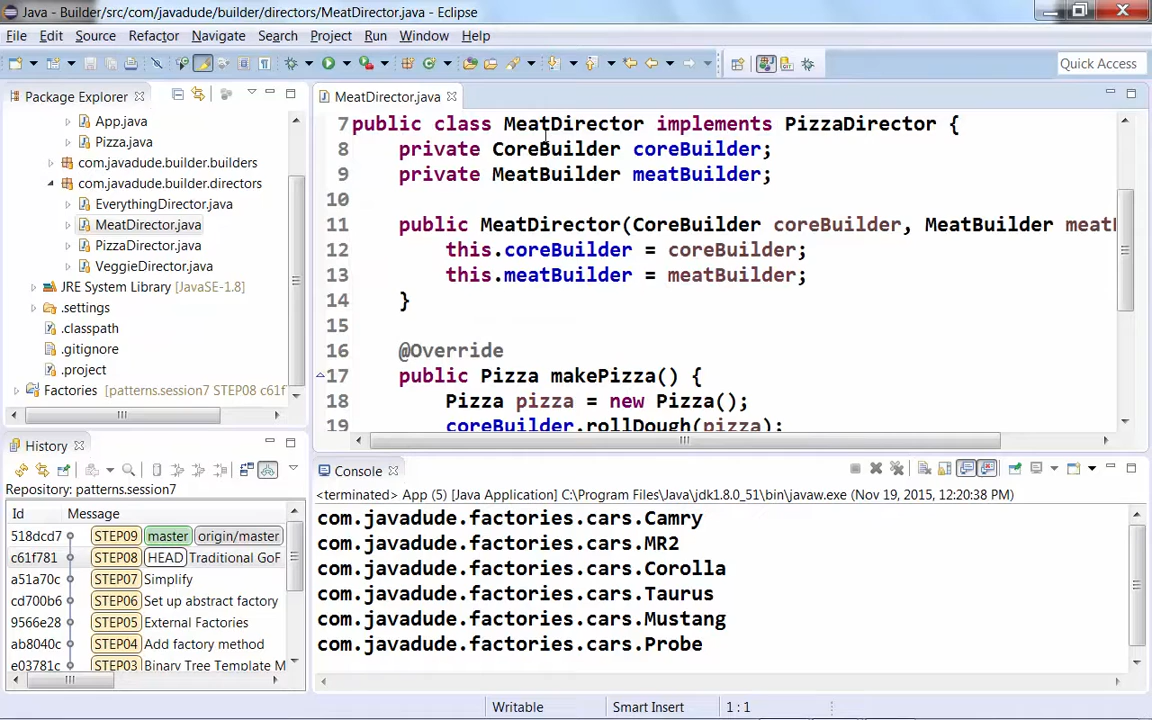 Java - Builder/src/com/javadude/builder/directors/MeatDirector.java - Eclipse
File Edit Source Refactor Navigate Search Project Run Window Help
Quick Access
Package Explorer
App.java
Pizza.java
com.javadude.builder.builders
com.javadude.builder.directors
EverythingDirector.java
MeatDirector.java
PizzaDirector.java
VeggieDirector.java
JRE System Library [JavaSE-1.8]
.settings
.classpath
.gitignore
.project
Factories [patterns.session7 STEP08 c61f
MeatDirector.java
7 public class MeatDirector implements PizzaDirector {
8 private CoreBuilder coreBuilder;
9 private MeatBuilder meatBuilder;
10
11 public MeatDirector(CoreBuilder coreBuilder, MeatBuilder meatB
12 this.coreBuilder = coreBuilder;
13 this.meatBuilder = meatBuilder;
14 }
15
16 @Override
17 public Pizza makePizza() {
18 Pizza pizza = new Pizza();
19 coreBuilder.rollDough(pizza);
History
Repository: patterns.session7
Id Message
518dcd7 STEP09 master origin/master
c61f781 STEP08 HEAD Traditional GoF
a51a70c STEP07 Simplify
cd700b6 STEP06 Set up abstract factory
9566e28 STEP05 External Factories
ab8040c STEP04 Add factory method
e03781c STEP03 Binary Tree Template M
Console
<terminated> App (5) [Java Application] C:\Program Files\Java\jdk1.8.0_51\bin\javaw.exe (Nov 19, 2015, 12:20:38 PM)
com.javadude.factories.cars.Camry
com.javadude.factories.cars.MR2
com.javadude.factories.cars.Corolla
com.javadude.factories.cars.Taurus
com.javadude.factories.cars.Mustang
com.javadude.factories.cars.Probe
Writable Smart Insert 1 : 1